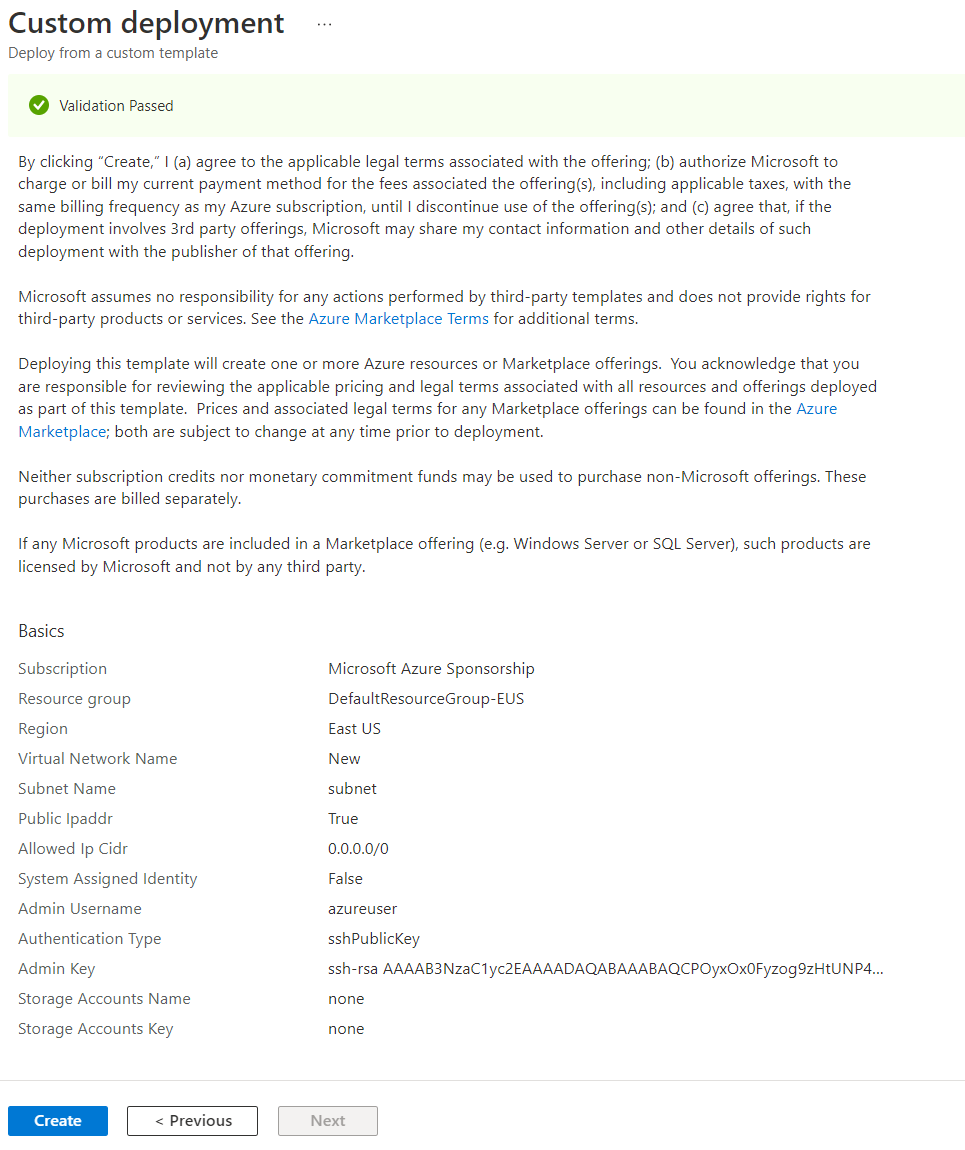 Custom deployment ...
Deploy from a custom template
Validation Passed
By clicking “Create,” I (a) agree to the applicable legal terms associated with the offering; (b) authorize Microsoft to
charge or bill my current payment method for the fees associated the offering(s), including applicable taxes, with the
same billing frequency as my Azure subscription, until I discontinue use of the offering(s); and (c) agree that, if the
deployment involves 3rd party offerings, Microsoft may share my contact information and other details of such
deployment with the publisher of that offering.
Microsoft assumes no responsibility for any actions performed by third-party templates and does not provide rights for
third-party products or services. See the Azure Marketplace Terms for additional terms.
Deploying this template will create one or more Azure resources or Marketplace offerings.  You acknowledge that you
are responsible for reviewing the applicable pricing and legal terms associated with all resources and offerings deployed
as part of this template.  Prices and associated legal terms for any Marketplace offerings can be found in the Azure
Marketplace; both are subject to change at any time prior to deployment.
Neither subscription credits nor monetary commitment funds may be used to purchase non-Microsoft offerings. These
purchases are billed separately.
If any Microsoft products are included in a Marketplace offering (e.g. Windows Server or SQL Server), such products are
licensed by Microsoft and not by any third party.
Basics
Subscription Microsoft Azure Sponsorship
Resource group DefaultResourceGroup-EUS
Region East US
Virtual Network Name New
Subnet Name subnet
Public Ipaddr True
Allowed Ip Cidr 0.0.0.0/0
System Assigned Identity False
Admin Username azureuser
Authentication Type sshPublicKey
Admin Key ssh-rsa AAAAB3NzaC1yc2EAAAADAQABAAABAQCPOyxOx0Fyzog9zHtUNP4...
Storage Accounts Name none
Storage Accounts Key none
Create < Previous Next